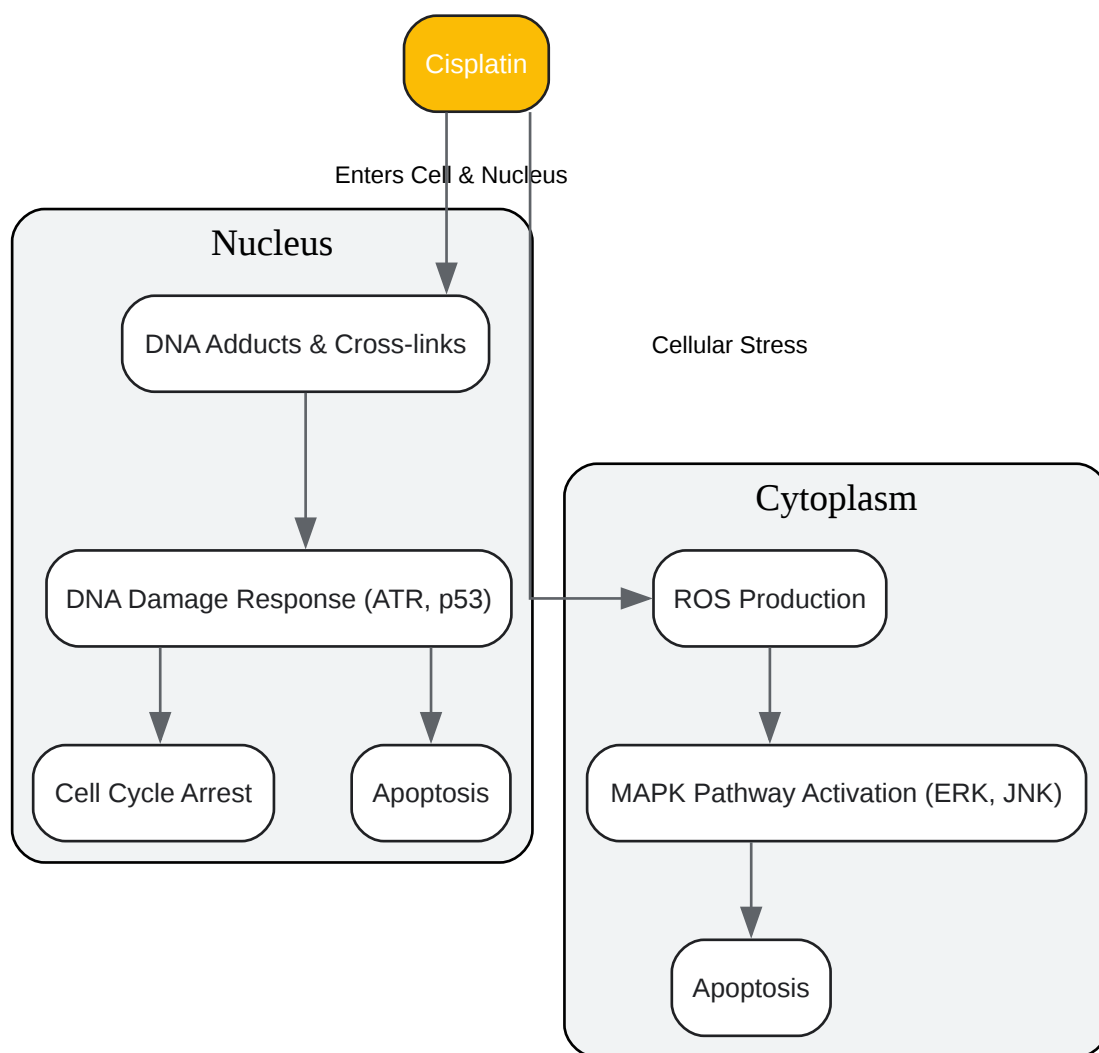 Cisplatin
Enters Cell & Nucleus
Nucleus
DNA Adducts & Cross-links
Cellular Stress
Cytoplasm
DNA Damage Response (ATR, p53)
ROS Production
Cell Cycle Arrest
Apoptosis
MAPK Pathway Activation (ERK, JNK)
Apoptosis